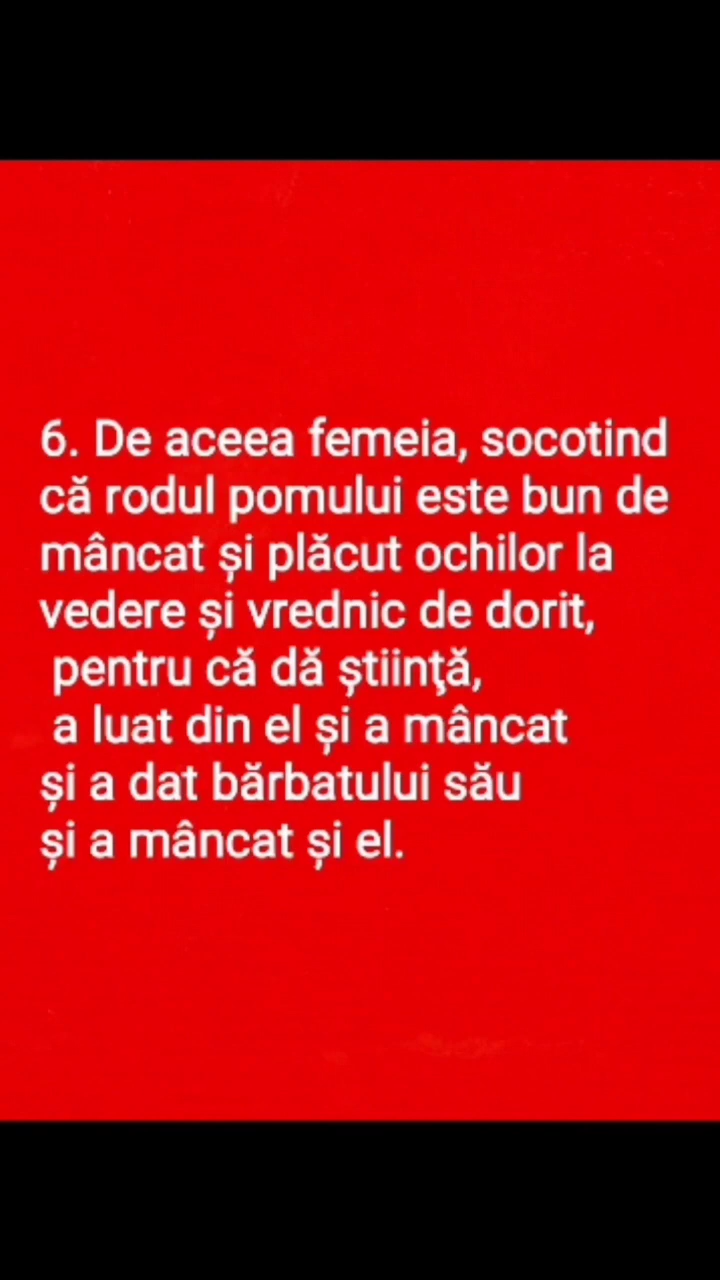 6. De aceea femeia, socotind
că rodul pomului este bun de
mâncat și plăcut ochilor la
vedere și vrednic de dorit,
pentru că dă ştiinţă,
a luat din el și a mâncat
și a dat bărbatului său
și a mâncat și el.